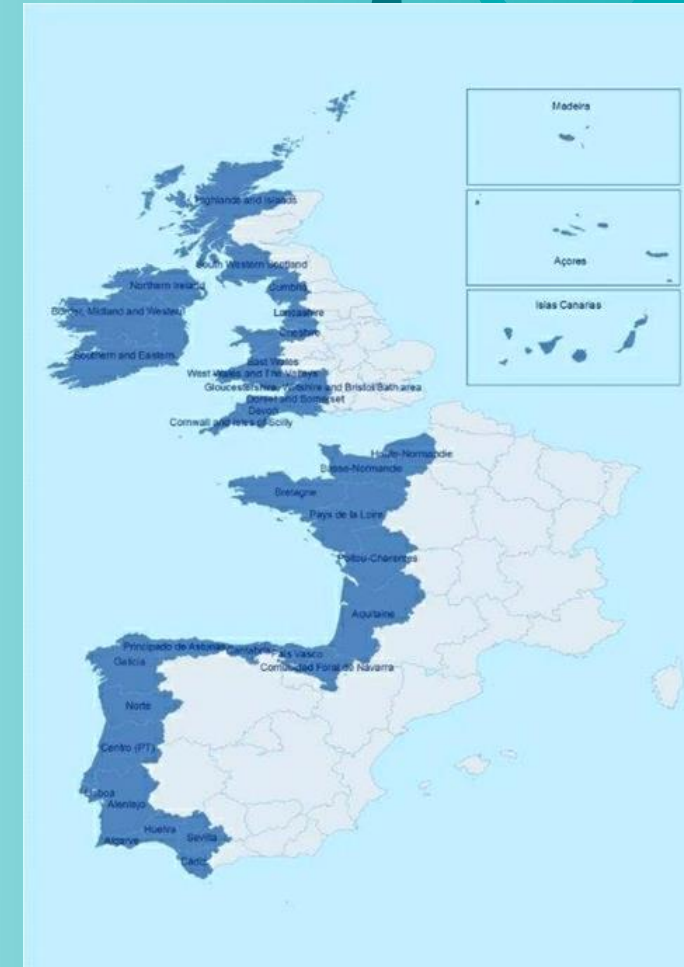 Madeira
Açores
Islas Canarias
Highlands and Islands
South Western Scotland
Northern Ireland
Cumbria
Border, Midland and Western
Lancashire
Cheshire
Southern and Eastern
East Wales
West Wales and The Valleys
Gloucestershire, Wiltshire and Bristol/Bath area
Dorset and Somerset
Devon
Cornwall and Isles of Scilly
Haute-Normandie
Basse-Normandie
Bretagne
Pays de la Loire
Poitou-Charentes
Aquitaine
Principado de Asturias
Cantabria
País Vasco
Galicia
Comunidad Foral de Navarra
Norte
Centro (PT)
Lisboa
Alentejo
Huelva
Sevilla
Algarve
Cádiz